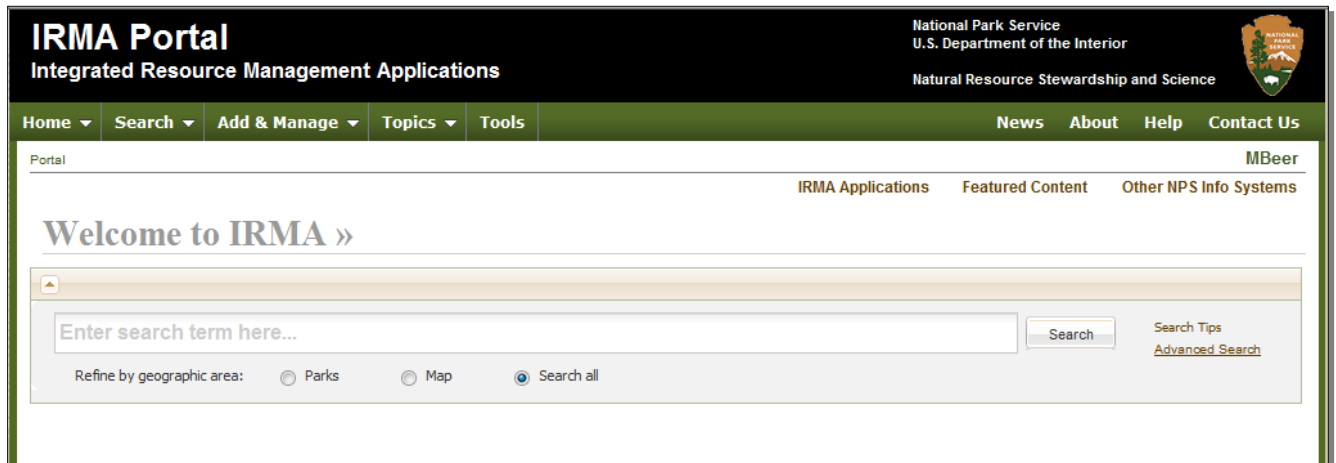 IRMA Portal
Integrated Resource Management Applications
National Park Service
U.S. Department of the Interior
Natural Resource Stewardship and Science
NATIONAL
PARK
SERVICE
Home Search Add & Manage Topics Tools News About Help Contact Us
Portal MBeer
IRMA Applications Featured Content Other NPS Info Systems
Welcome to IRMA »
Enter search term here... Search Search Tips
Advanced Search
Refine by geographic area: Parks Map Search all